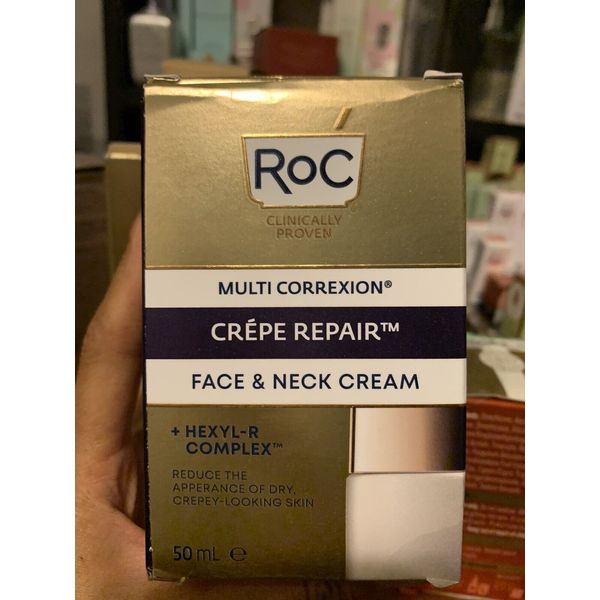 RoC
CLINICALLY
PROVEN
MULTI CORREXION®
CRÉPE REPAIR™
FACE & NECK CREAM
+ HEXYL-R
COMPLEX™
REDUCE THE
APPERANCE OF DRY,
CREPEY-LOOKING SKIN
50 mL ℮